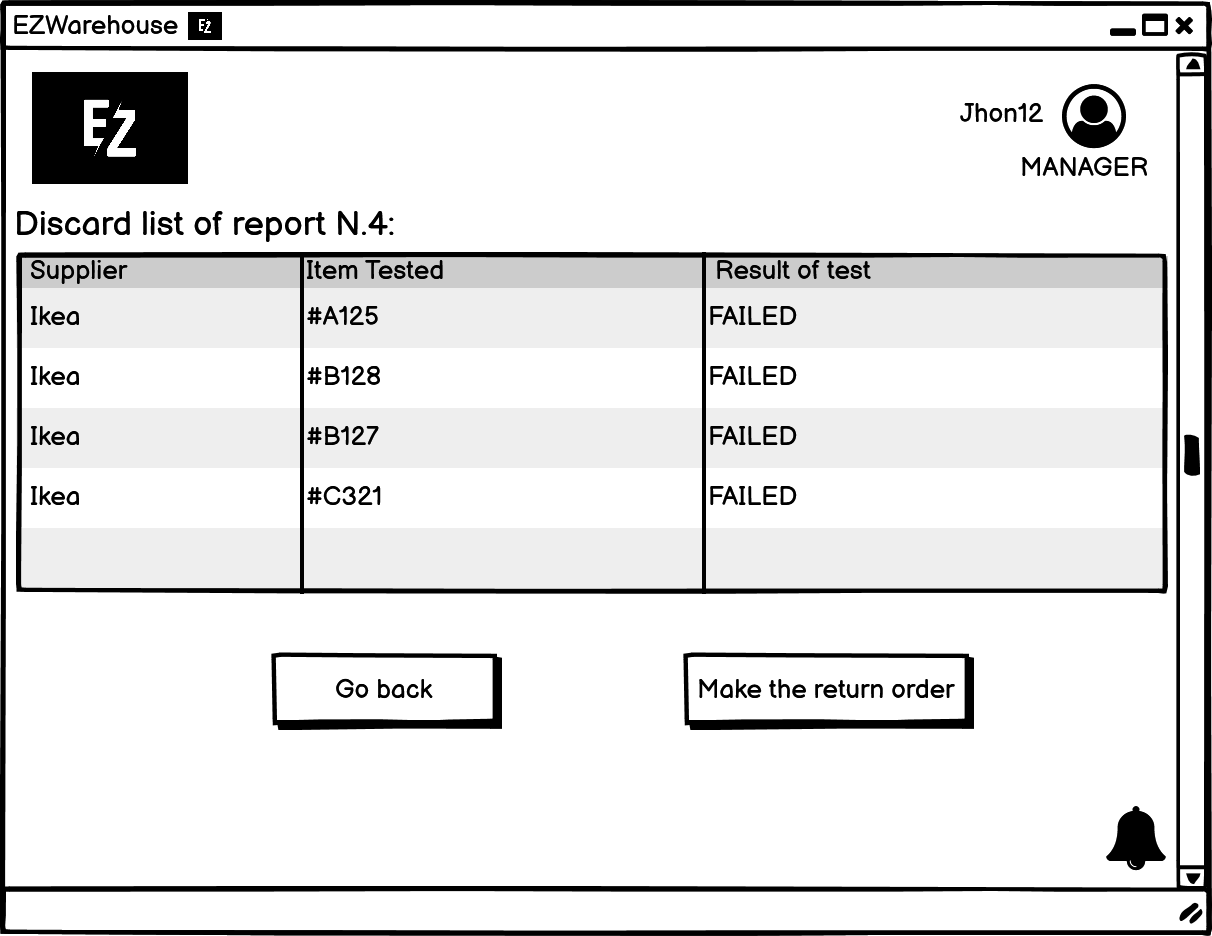 EZWarehouse EZ
EZ
Jhon12
MANAGER
Discard list of report N.4:
Supplier Item Tested Result of test
Ikea #A125 FAILED
Ikea #B128 FAILED
Ikea #B127 FAILED
Ikea #C321 FAILED
Go back Make the return order